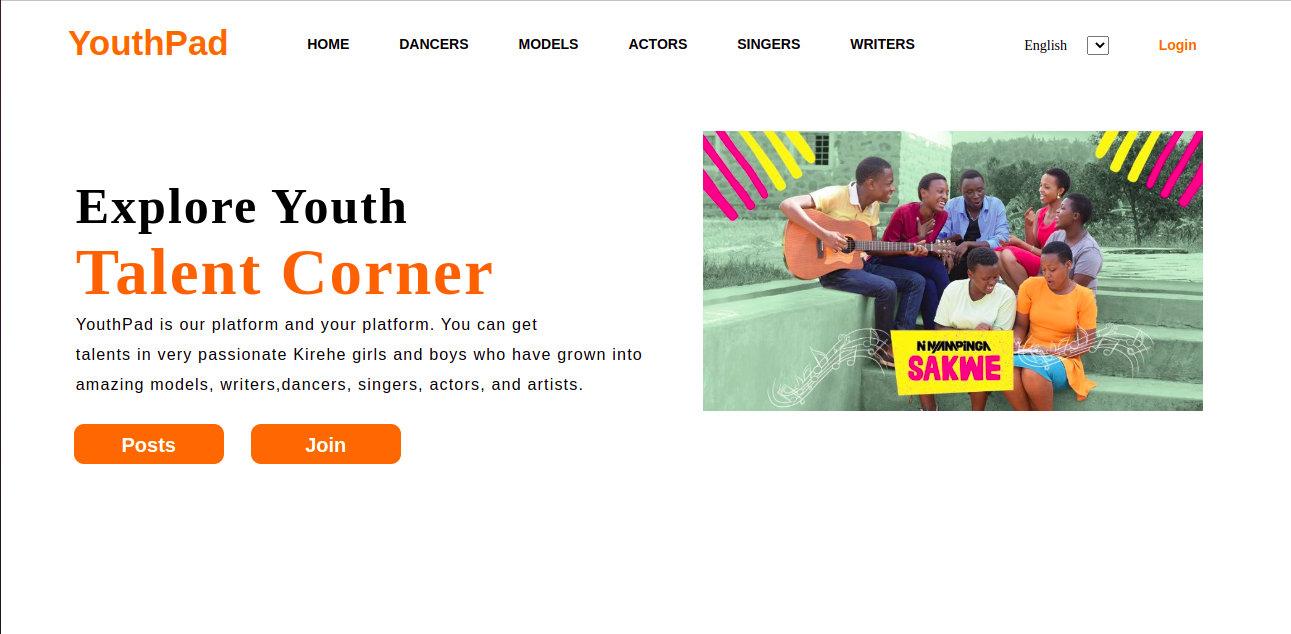 YouthPad HOME DANCERS MODELS ACTORS SINGERS WRITERS English Login
Explore Youth
Talent Corner
YouthPad is our platform and your platform. You can get
talents in very passionate Kirehe girls and boys who have grown into
amazing models, writers,dancers, singers, actors, and artists.
Posts Join
NI NYAMPINGA
SAKWE